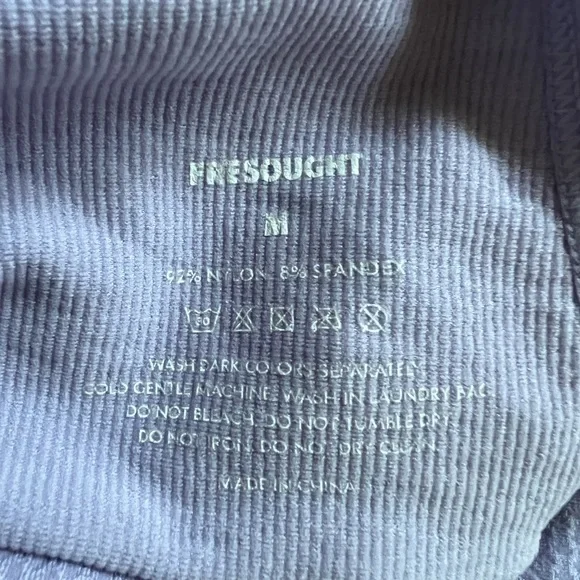 FRESOUGHT
M
92% NYLON 8% SPANDEX
30
WASH DARK COLORS SEPARATELY.
COLD GENTLE MACHINE WASH IN LAUNDRY BAG.
DO NOT BLEACH. DO NOT TUMBLE DRY.
DO NOT IRON. DO NOT DRY CLEAN.
MADE IN CHINA